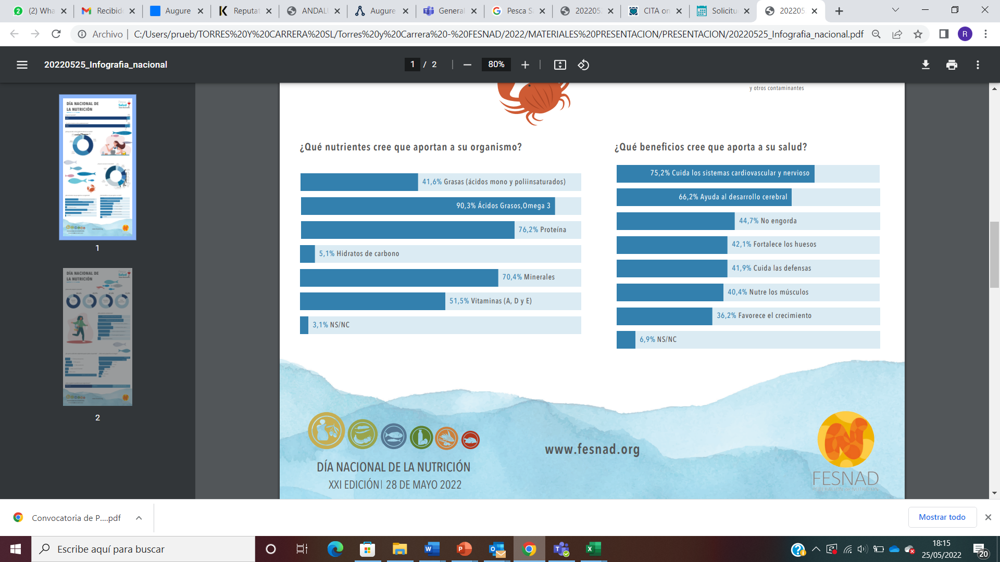 (2) Wha
Recibid
Augure
Reputat
ANDALU
Augure
General
Pesca S
202205
CITA on
Solicitu
202205
Archivo
C:/Users/prueb/TORRES%20Y%20CARRERA%20SL/Torres%20y%20Carrera%20-%20FESNAD/2022/MATERIALES%20PRESENTACION/PRESENTACION/20220525_Infografia_nacional.pdf
R
20220525_Infografia_nacional
1 / 2
80%
DÍA NACIONAL DE
LA NUTRICIÓN
Salud
1
DÍA NACIONAL DE
LA NUTRICIÓN
Salud
2
y otros contaminantes
¿Qué nutrientes cree que aportan a su organismo?
41,6% Grasas (ácidos mono y poliinsaturados)
90,3% Ácidos Grasos,Omega 3
76,2% Proteína
5,1% Hidratos de carbono
70,4% Minerales
51,5% Vitaminas (A, D y E)
3,1% NS/NC
¿Qué beneficios cree que aporta a su salud?
75,2% Cuida los sistemas cardiovascular y nervioso
66,2% Ayuda al desarrollo cerebral
44,7% No engorda
42,1% Fortalece los huesos
41,9% Cuida las defensas
40,4% Nutre los músculos
36,2% Favorece el crecimiento
6,9% NS/NC
DÍA NACIONAL DE LA NUTRICIÓN
XXI EDICIÓN| 28 DE MAYO 2022
www.fesnad.org
FESNAD
Convocatoria de P....pdf
Mostrar todo
Escribe aquí para buscar
18:15
25/05/2022
20